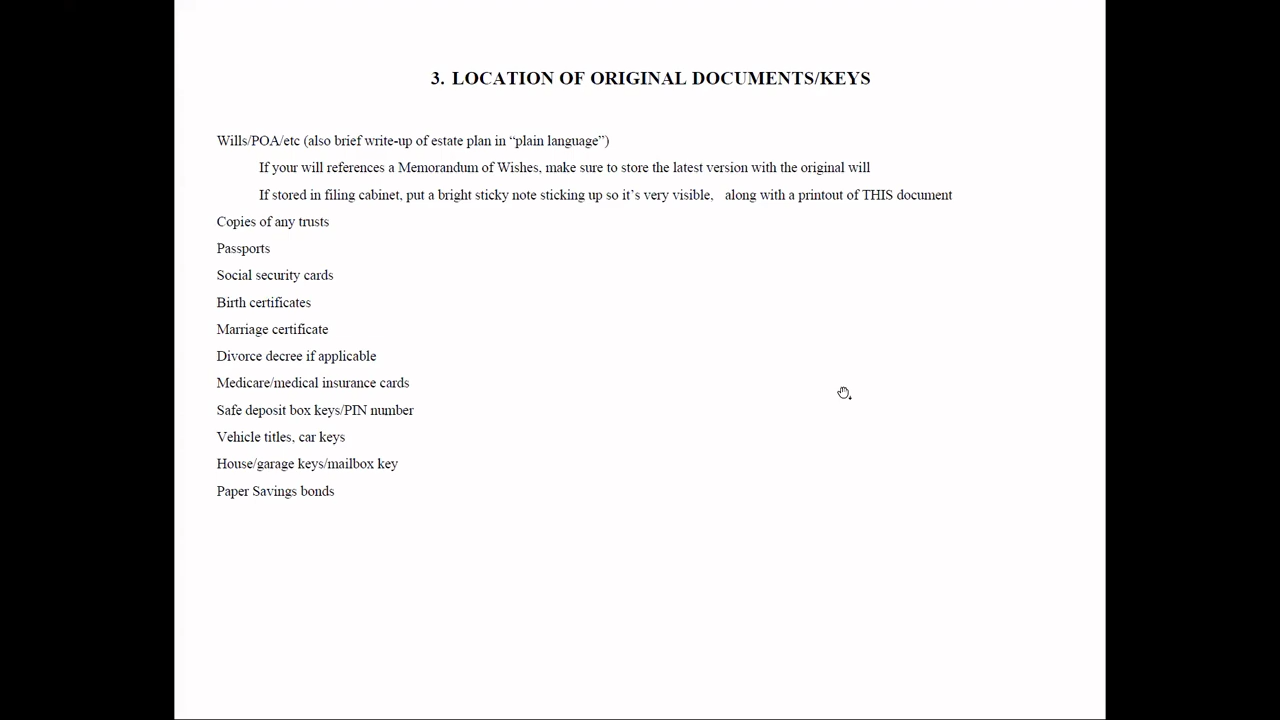 3. LOCATION OF ORIGINAL DOCUMENTS/KEYS
Wills/POA/etc (also brief write-up of estate plan in “plain language”)
If your will references a Memorandum of Wishes, make sure to store the latest version with the original will
If stored in filing cabinet, put a bright sticky note sticking up so it’s very visible, along with a printout of THIS document
Copies of any trusts
Passports
Social security cards
Birth certificates
Marriage certificate
Divorce decree if applicable
Medicare/medical insurance cards
Safe deposit box keys/PIN number
Vehicle titles, car keys
House/garage keys/mailbox key
Paper Savings bonds